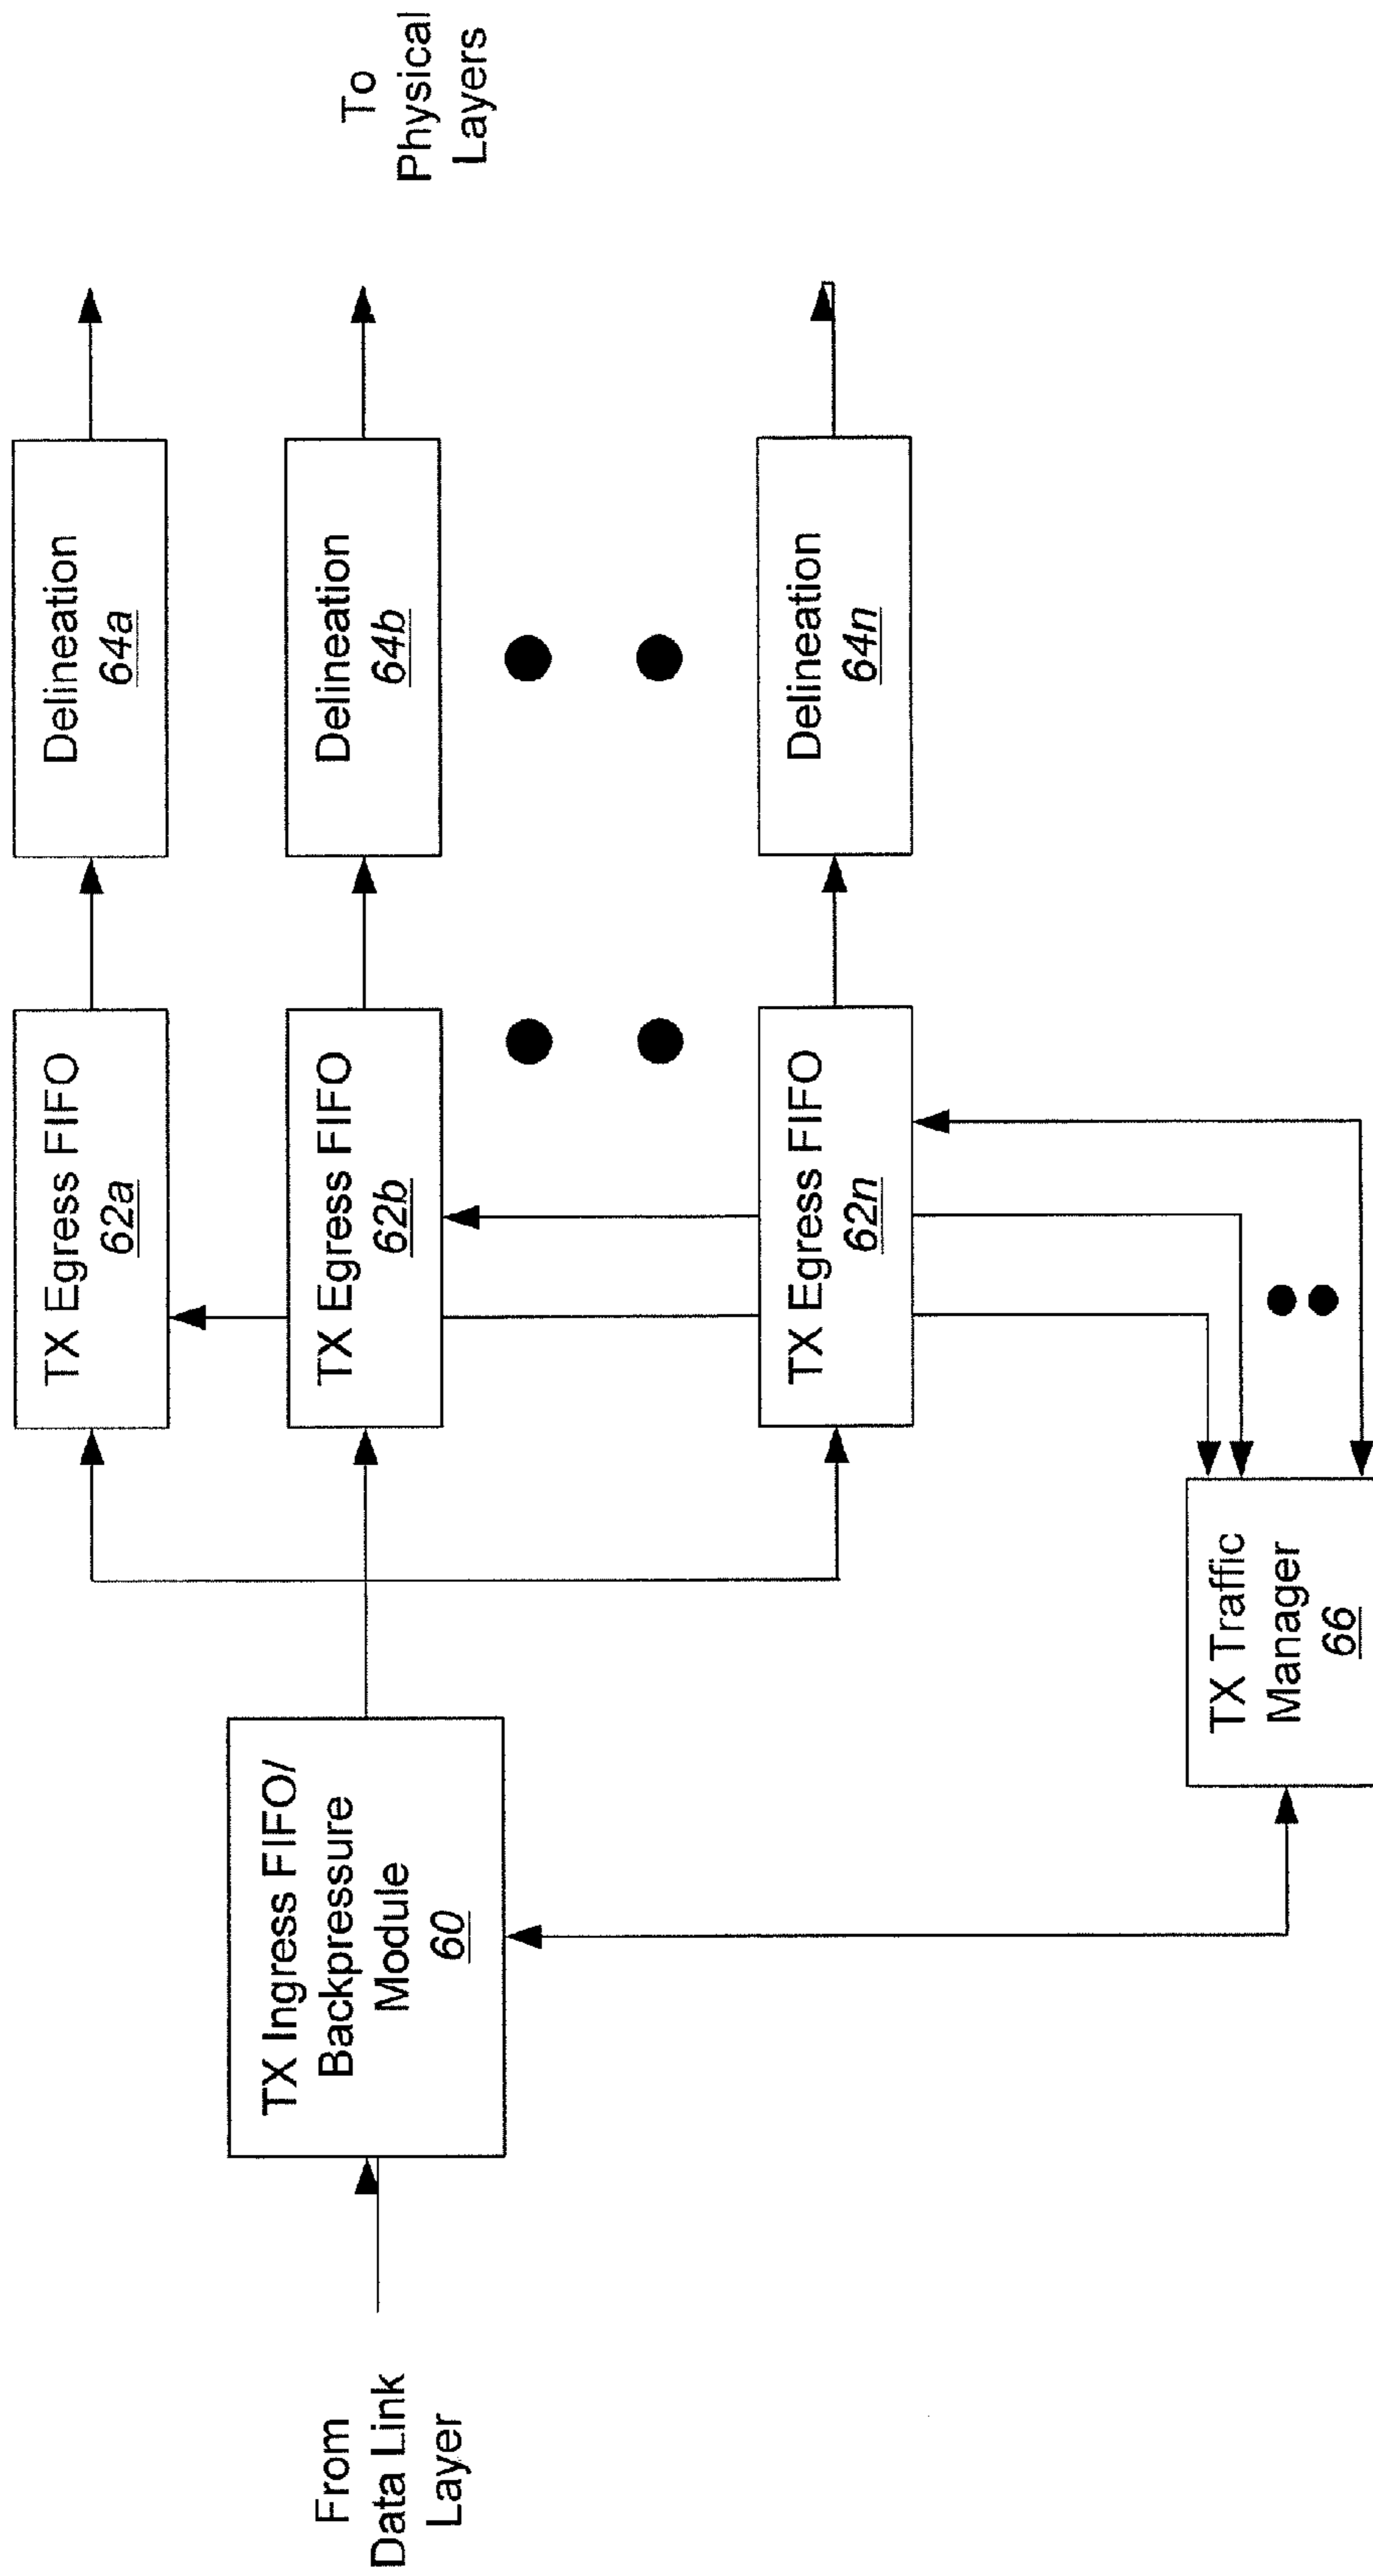 From
Data Link
Layer
TX Ingress FIFO/
Backpressure
Module
60
TX Egress FIFO
62a
Delineation
64a
TX Egress FIFO
62b
Delineation
64b
TX Egress FIFO
62n
Delineation
64n
To
Physical
Layers
TX Traffic
Manager
66